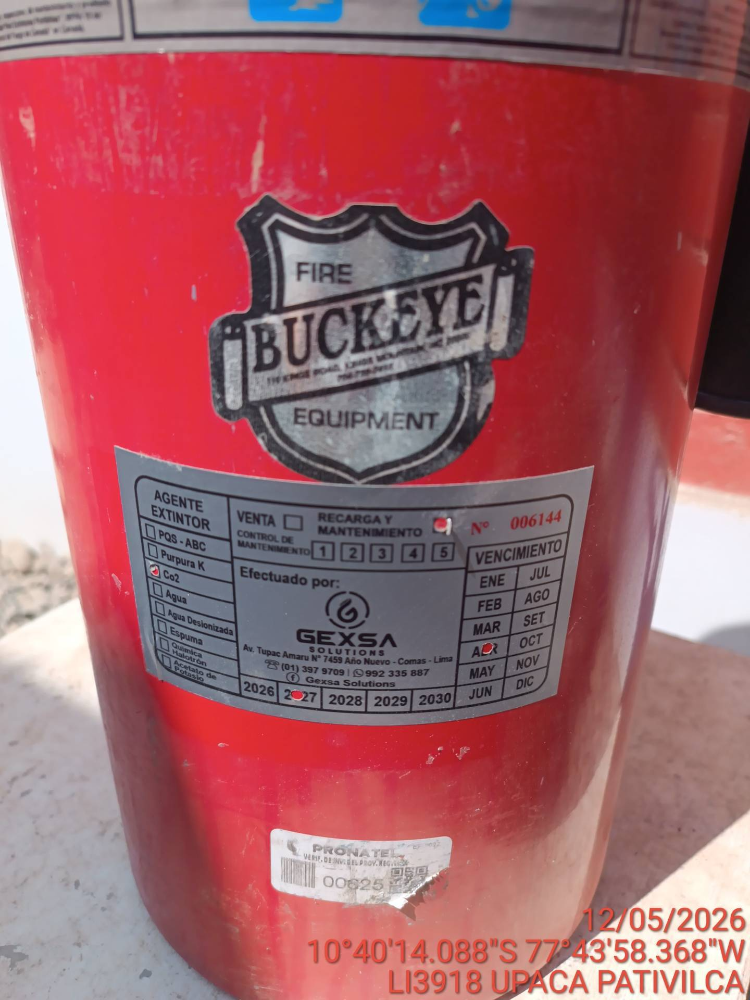 FIRE
BUCKEYE
EQUIPMENT
AGENTE
EXTINTOR
PQS - ABC
Purpura K
Co2
Agua
Agua Desionizada
Espuma
Quimica
Halotrón
Acetato de
Potasio
VENTA
RECARGA Y
MANTENIMIENTO
Nº 006144
CONTROL DE
MANTENIMIENTO
1 2 3 4 5
VENCIMIENTO
ENE JUL
FEB AGO
MAR SET
ABR OCT
MAY NOV
JUN DIC
Efectuado por:
GEXSA
SOLUTIONS
Av. Tupac Amaru N° 7459 Año Nuevo - Comas - Lima
(01) 397 9709 | 992 335 887
Gexsa Solutions
2026 2027 2028 2029 2030
PRONATEL
00625
12/05/2026
10°40'14.088"S 77°43'58.368"W
LI3918 UPACA PATIVILCA